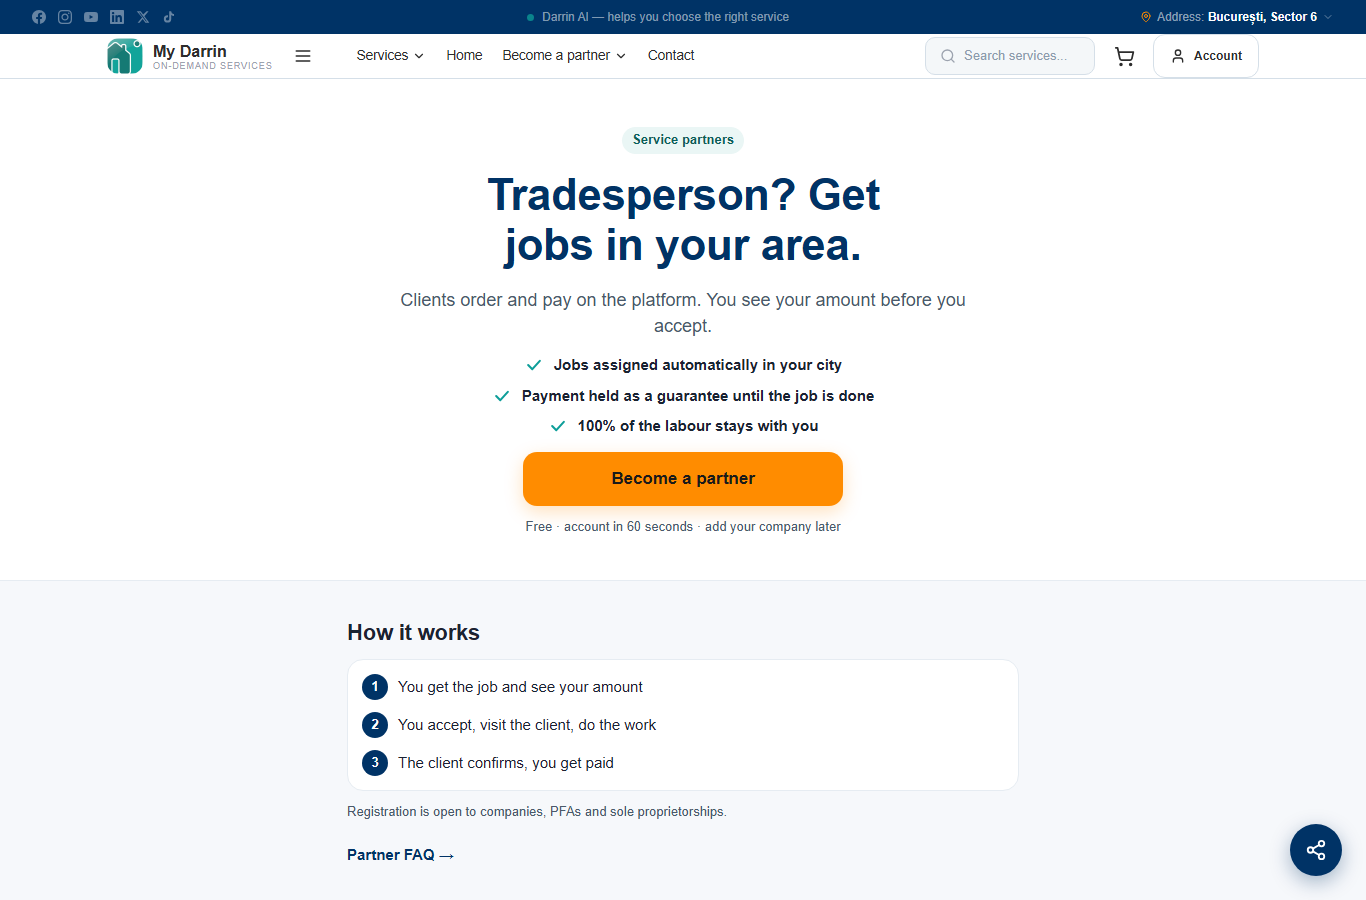 Darrin AI — helps you choose the right service
Address: București, Sector 6
My Darrin
ON-DEMAND SERVICES
Services
Home
Become a partner
Contact
Search services...
Account
Service partners
Tradesperson? Get
jobs in your area.
Clients order and pay on the platform. You see your amount before you
accept.
Jobs assigned automatically in your city
Payment held as a guarantee until the job is done
100% of the labour stays with you
Become a partner
Free · account in 60 seconds · add your company later
How it works
1 You get the job and see your amount
2 You accept, visit the client, do the work
3 The client confirms, you get paid
Registration is open to companies, PFAs and sole proprietorships.
Partner FAQ →